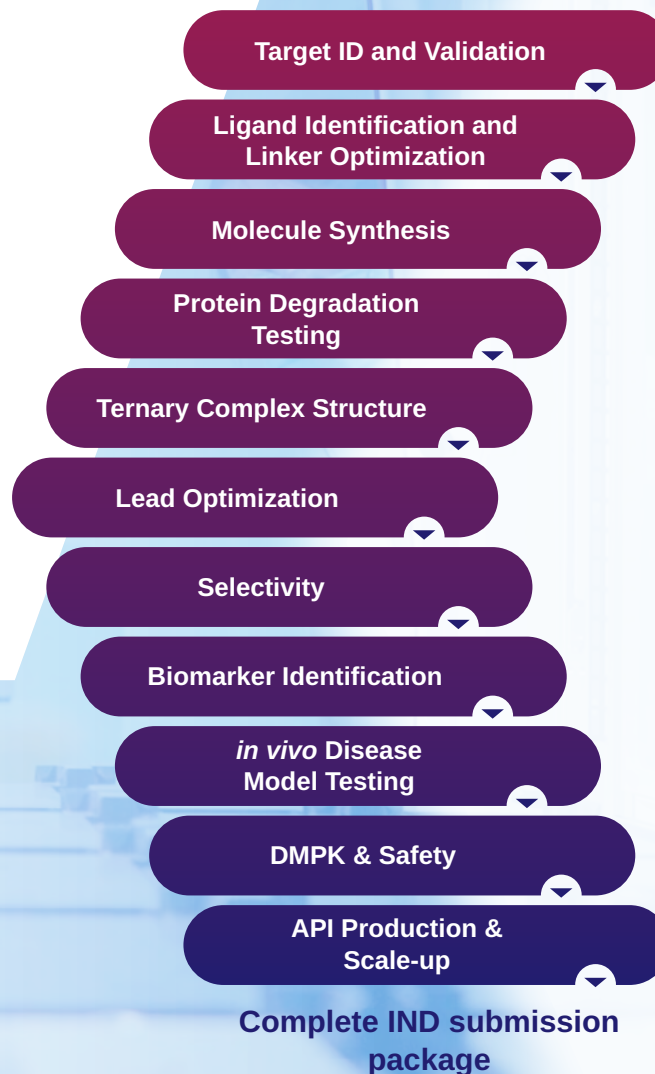 Target ID and Validation
Ligand Identification and
Linker Optimization
Molecule Synthesis
Protein Degradation
Testing
Ternary Complex Structure
Lead Optimization
Selectivity
Biomarker Identification
in vivo Disease
Model Testing
DMPK & Safety
API Production &
Scale-up
Complete IND submission
package